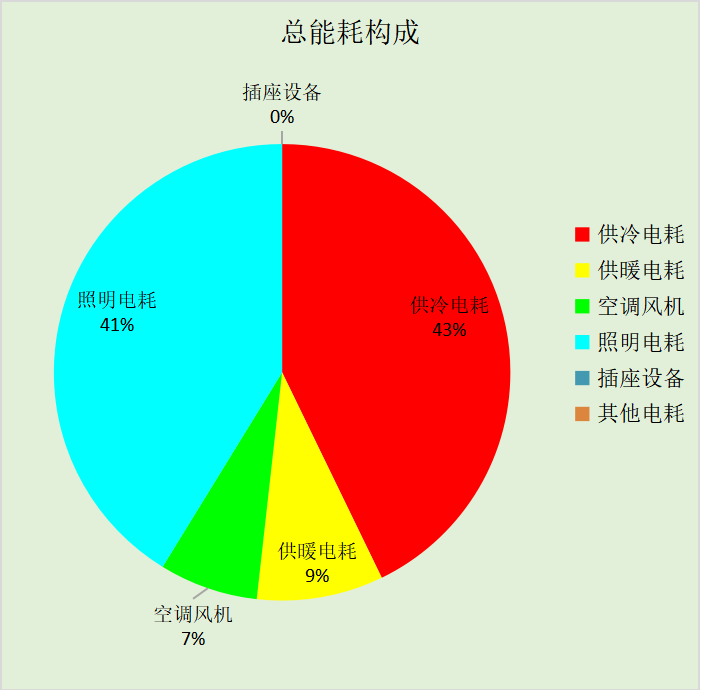 总能耗构成
插座设备
0%
照明电耗
41%
供冷电耗
43%
供暖电耗
9%
空调风机
7%
供冷电耗
供暖电耗
空调风机
照明电耗
插座设备
其他电耗